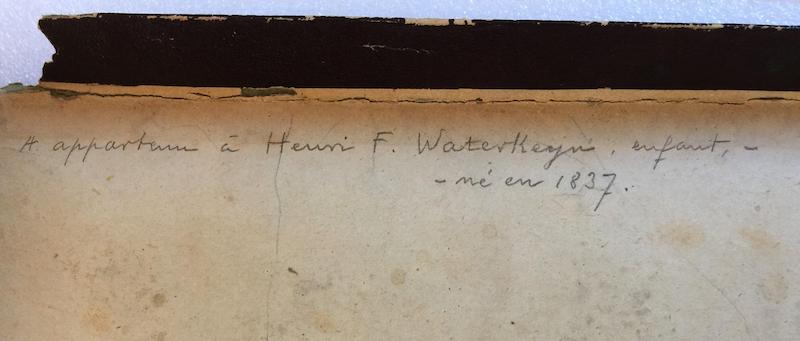 A appartenu à Henri F. Waterkeyn, enfant, –
– né en 1837.